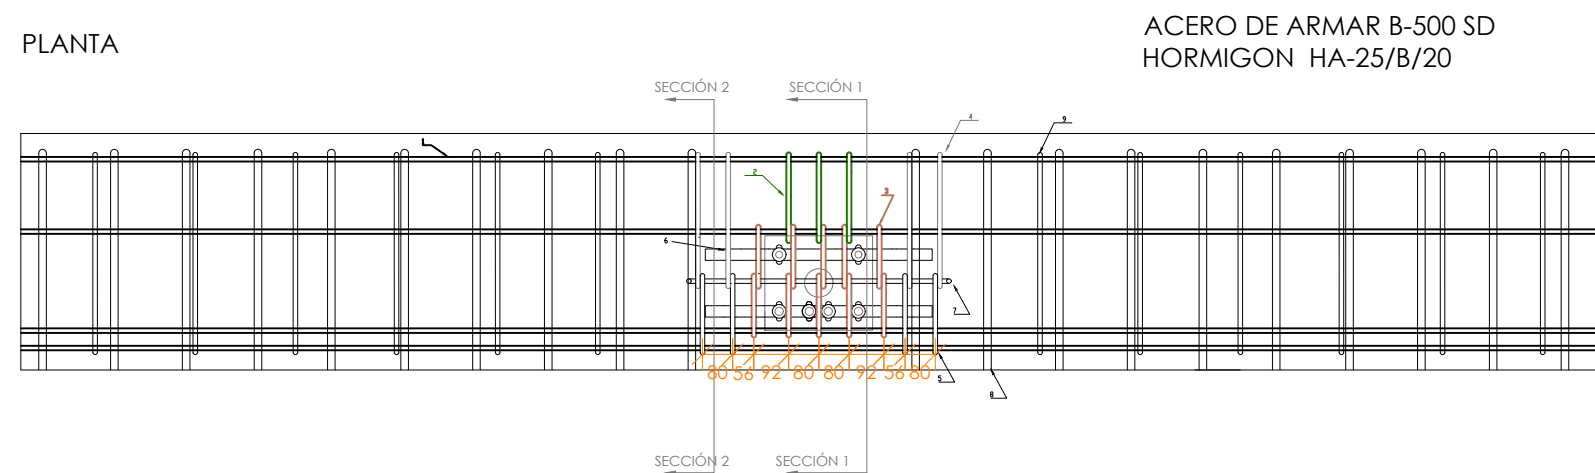 PLANTA
ACERO DE ARMAR B-500 SD
HORMIGON HA-25/B/20
SECCIÓN 2
SECCIÓN 1
4
9
2
3
6
7
80 56 92 80 80 92 56 80
5
8
SECCIÓN 2
SECCIÓN 1